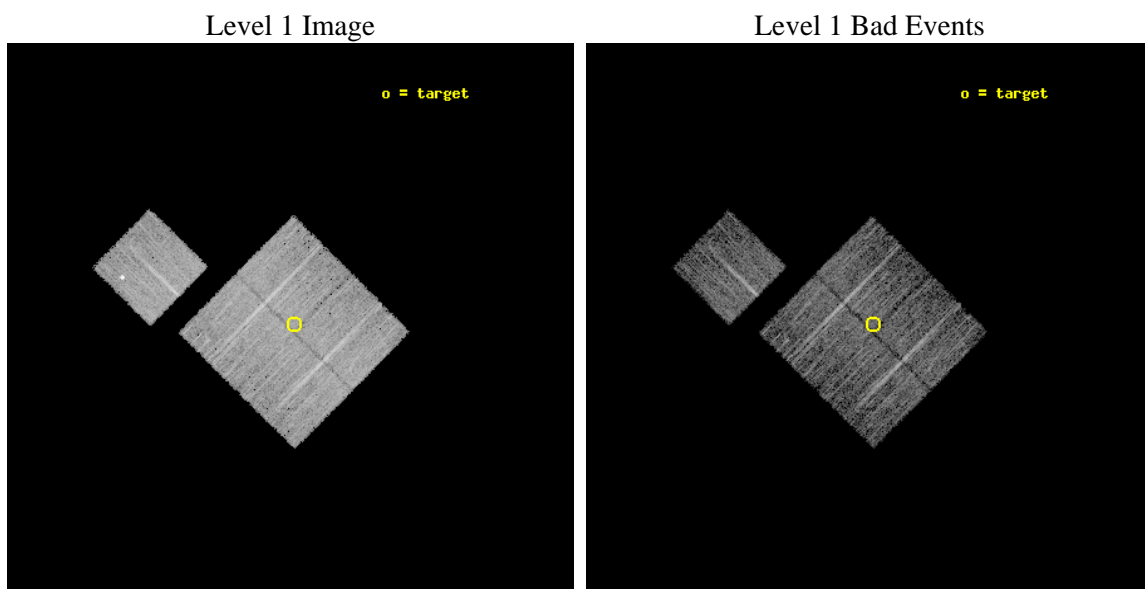 Level 1 Image
Level 1 Bad Events
o = target
o = target